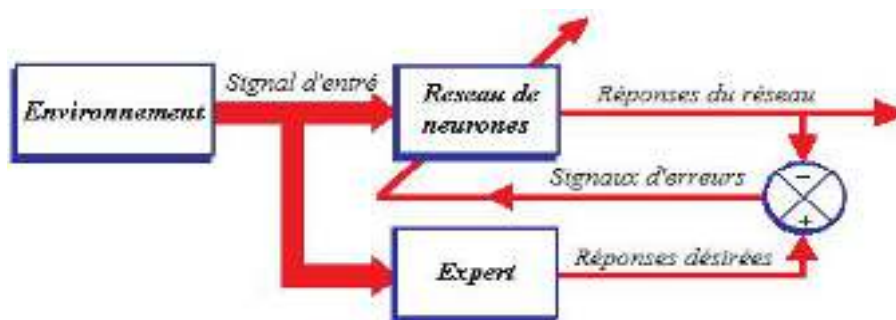 Signal d'entré
Environnement
Reseau de
neurones
Réponses du réseau
−
Signaux d'erreurs
+
Expert
Réponses désirées